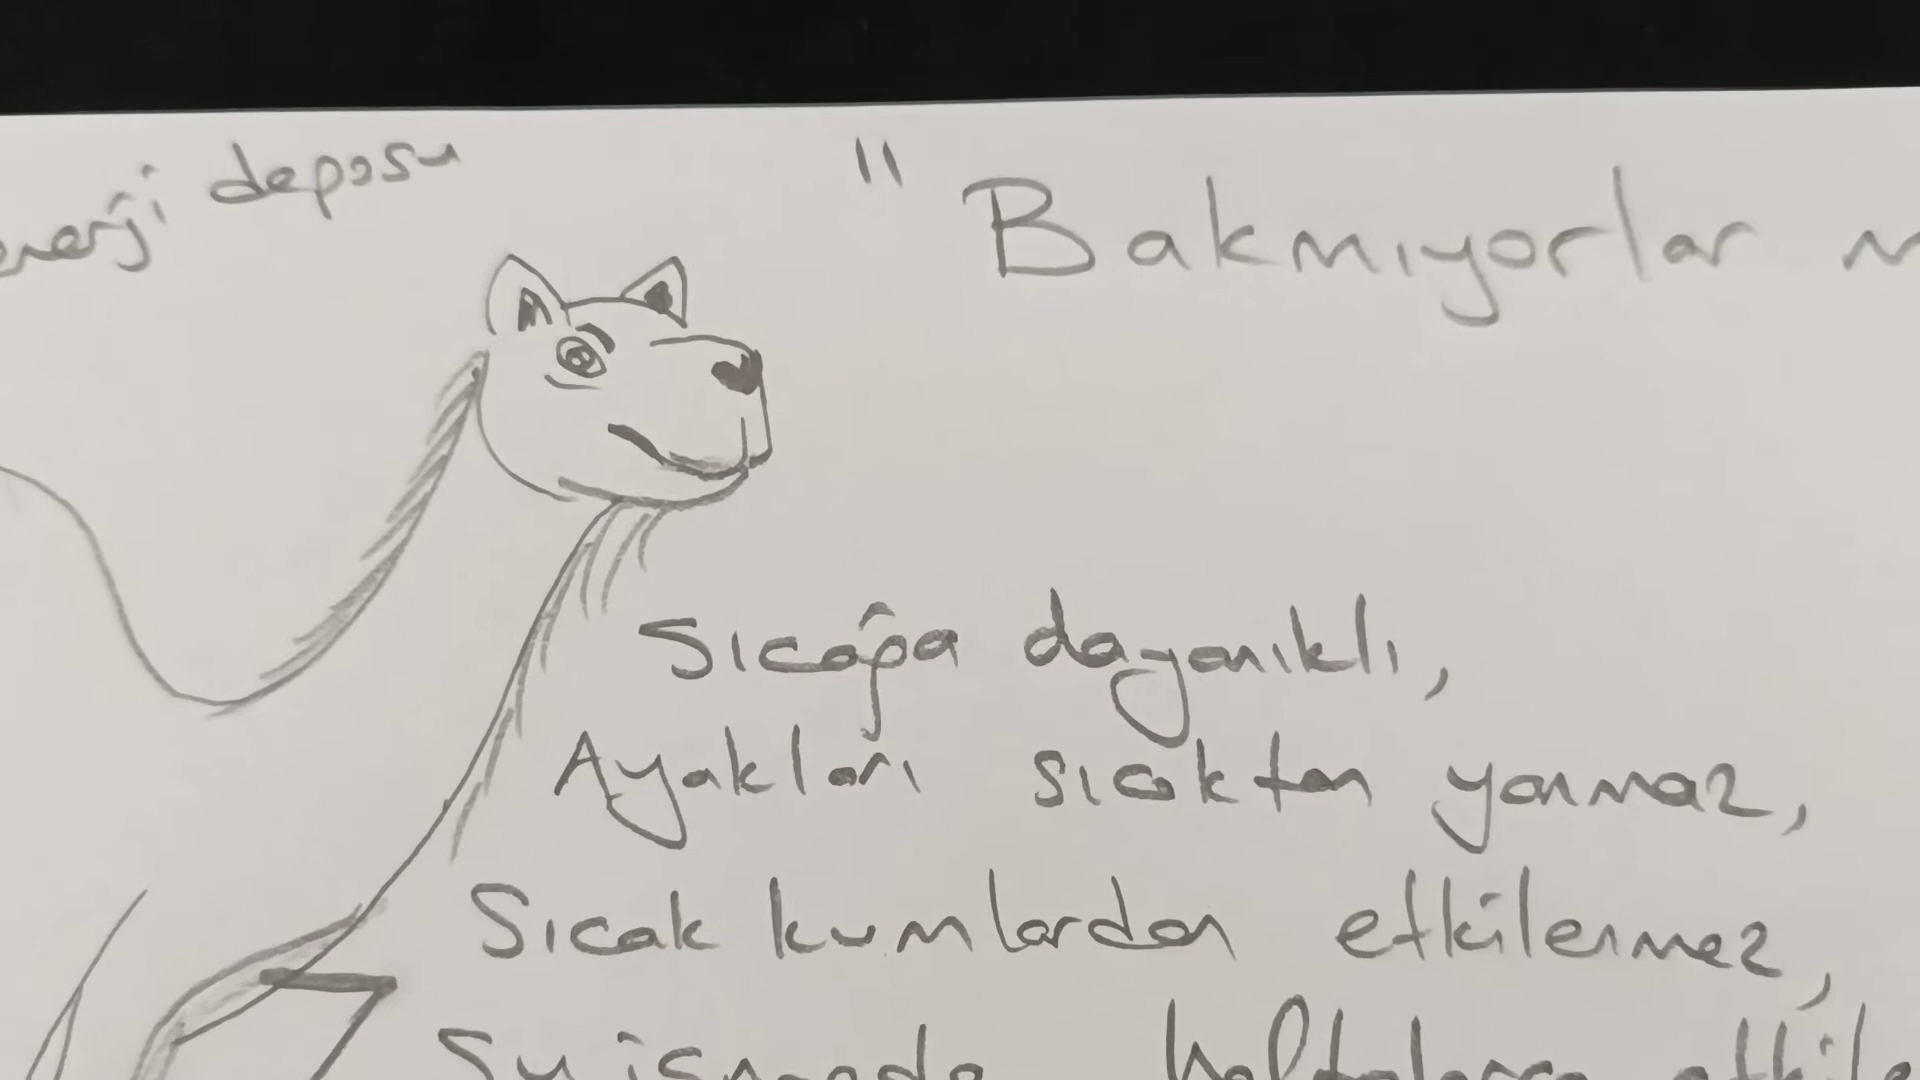 enerji deposu
" Bakmıyorlar
Sıcağa dayanıklı,
Ayakları sıcaktan yanmaz,
Sıcak kumlardan etkilenmez,